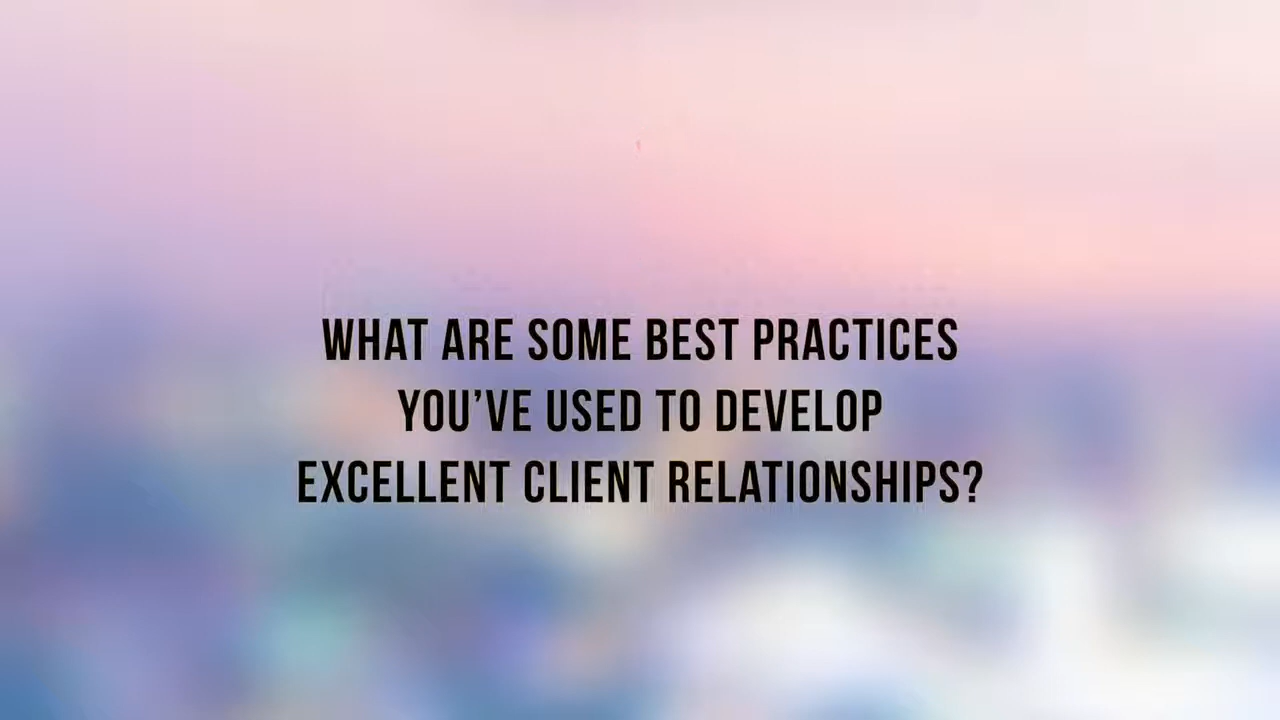 WHAT ARE SOME BEST PRACTICES
YOU’VE USED TO DEVELOP
EXCELLENT CLIENT RELATIONSHIPS?